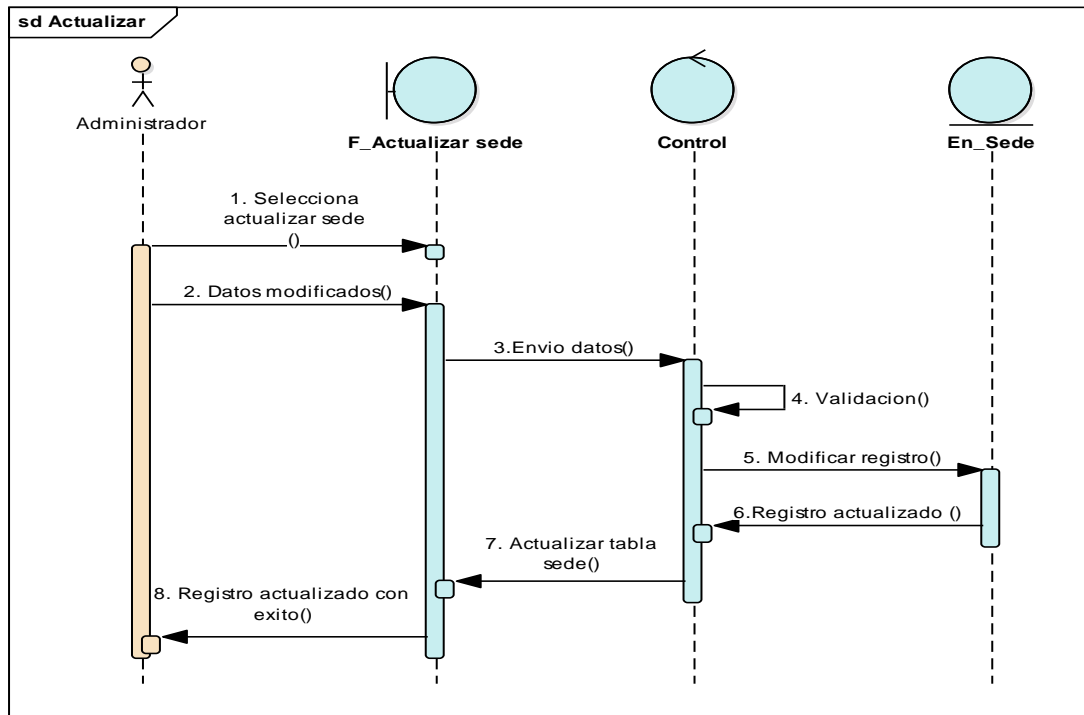 sd Actualizar
Administrador
F_Actualizar sede
Control
En_Sede
1. Selecciona
actualizar sede
()
2. Datos modificados()
3.Envio datos()
4. Validacion()
5. Modificar registro()
6.Registro actualizado ()
7. Actualizar tabla
sede()
8. Registro actualizado con
exito()